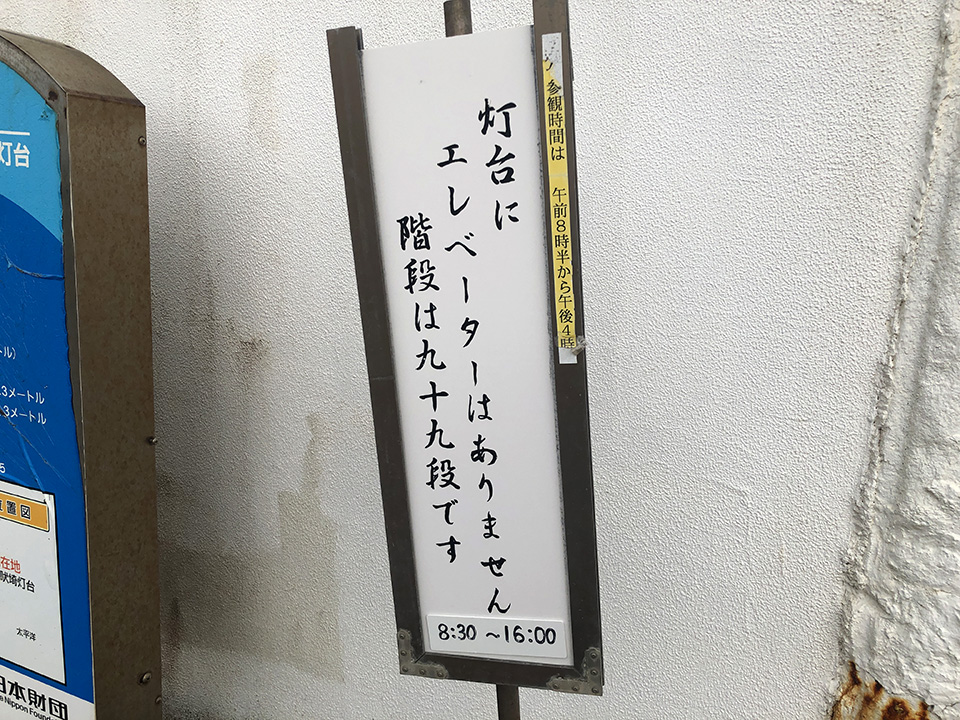 灯台に
エレベーターはありません
階段は九十九段です
8:30 ～16:00
参観時間は 午前8時半から午後4時
灯台
トル)
.3メートル
.3メートル
5
置図
在地
吠埼灯台
太平洋
日本財団
e Nippon Found